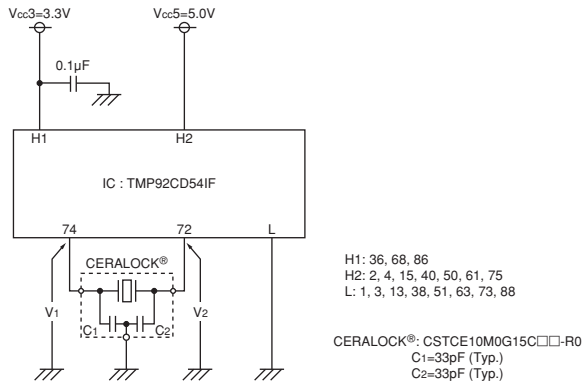 Vcc3=3.3V
Vcc5=5.0V
0.1µF
H1
H2
IC : TMP92CD54IF
74
72
L
CERALOCK®
V1
C1
C2
V2
H1: 36, 68, 86
H2: 2, 4, 15, 40, 50, 61, 75
L: 1, 3, 13, 38, 51, 63, 73, 88
CERALOCK®: CSTCE10M0G15C□□-R0
C1=33pF (Typ.)
C2=33pF (Typ.)